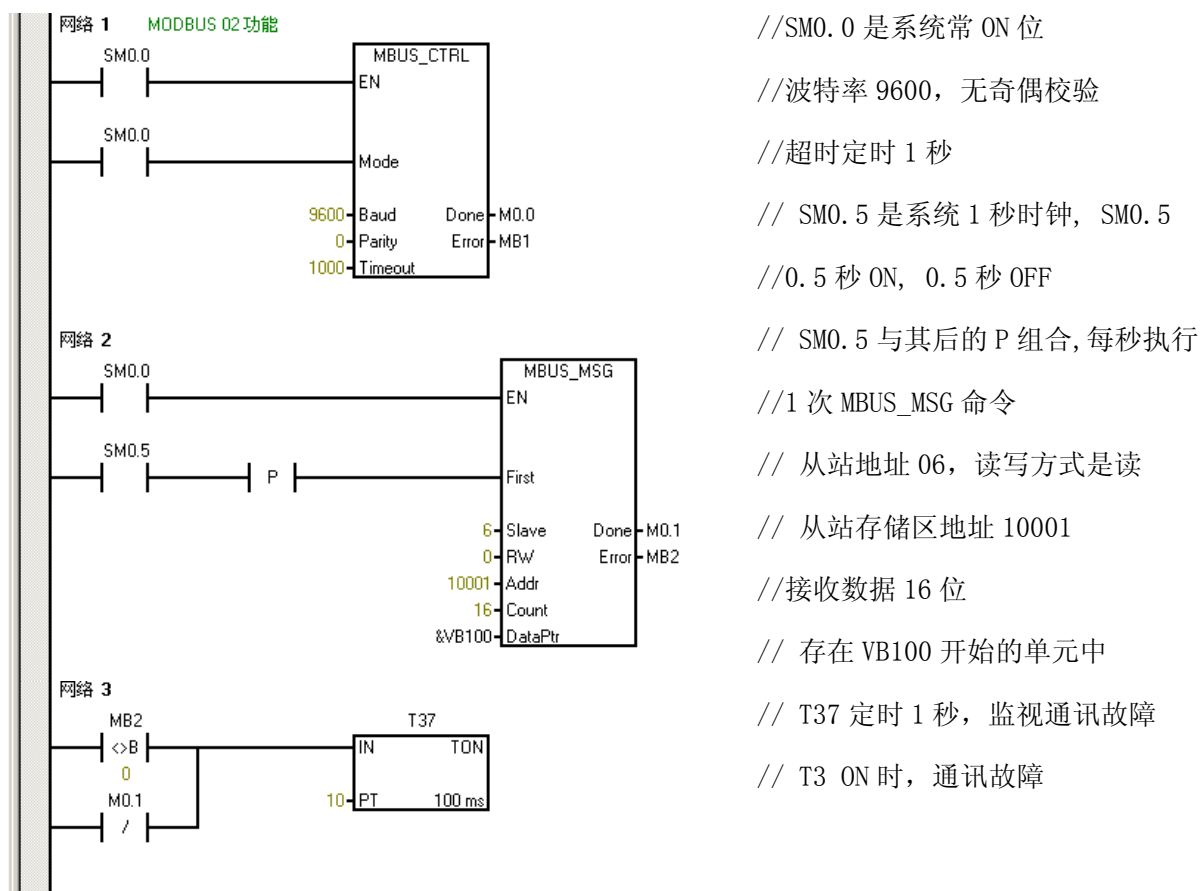 网络 1 MODBUS 02 功能
SM0.0
MBUS_CTRL
EN
SM0.0
Mode
9600 Baud Done M0.0
0 Parity Error MB1
1000 Timeout
网络 2
SM0.0
MBUS_MSG
EN
SM0.5
P
First
6 Slave Done M0.1
0 RW Error MB2
10001 Addr
16 Count
&VB100 DataPtr
网络 3
MB2
<>B
0
T37
IN TON
M0.1
/
10 PT 100 ms
//SM0.0 是系统常 ON 位
//波特率 9600，无奇偶校验
//超时定时 1 秒
// SM0.5 是系统 1 秒时钟, SM0.5
//0.5 秒 ON, 0.5 秒 OFF
// SM0.5 与其后的 P 组合,每秒执行
//1 次 MBUS_MSG 命令
// 从站地址 06，读写方式是读
// 从站存储区地址 10001
//接收数据 16 位
// 存在 VB100 开始的单元中
// T37 定时 1 秒，监视通讯故障
// T3 ON 时，通讯故障